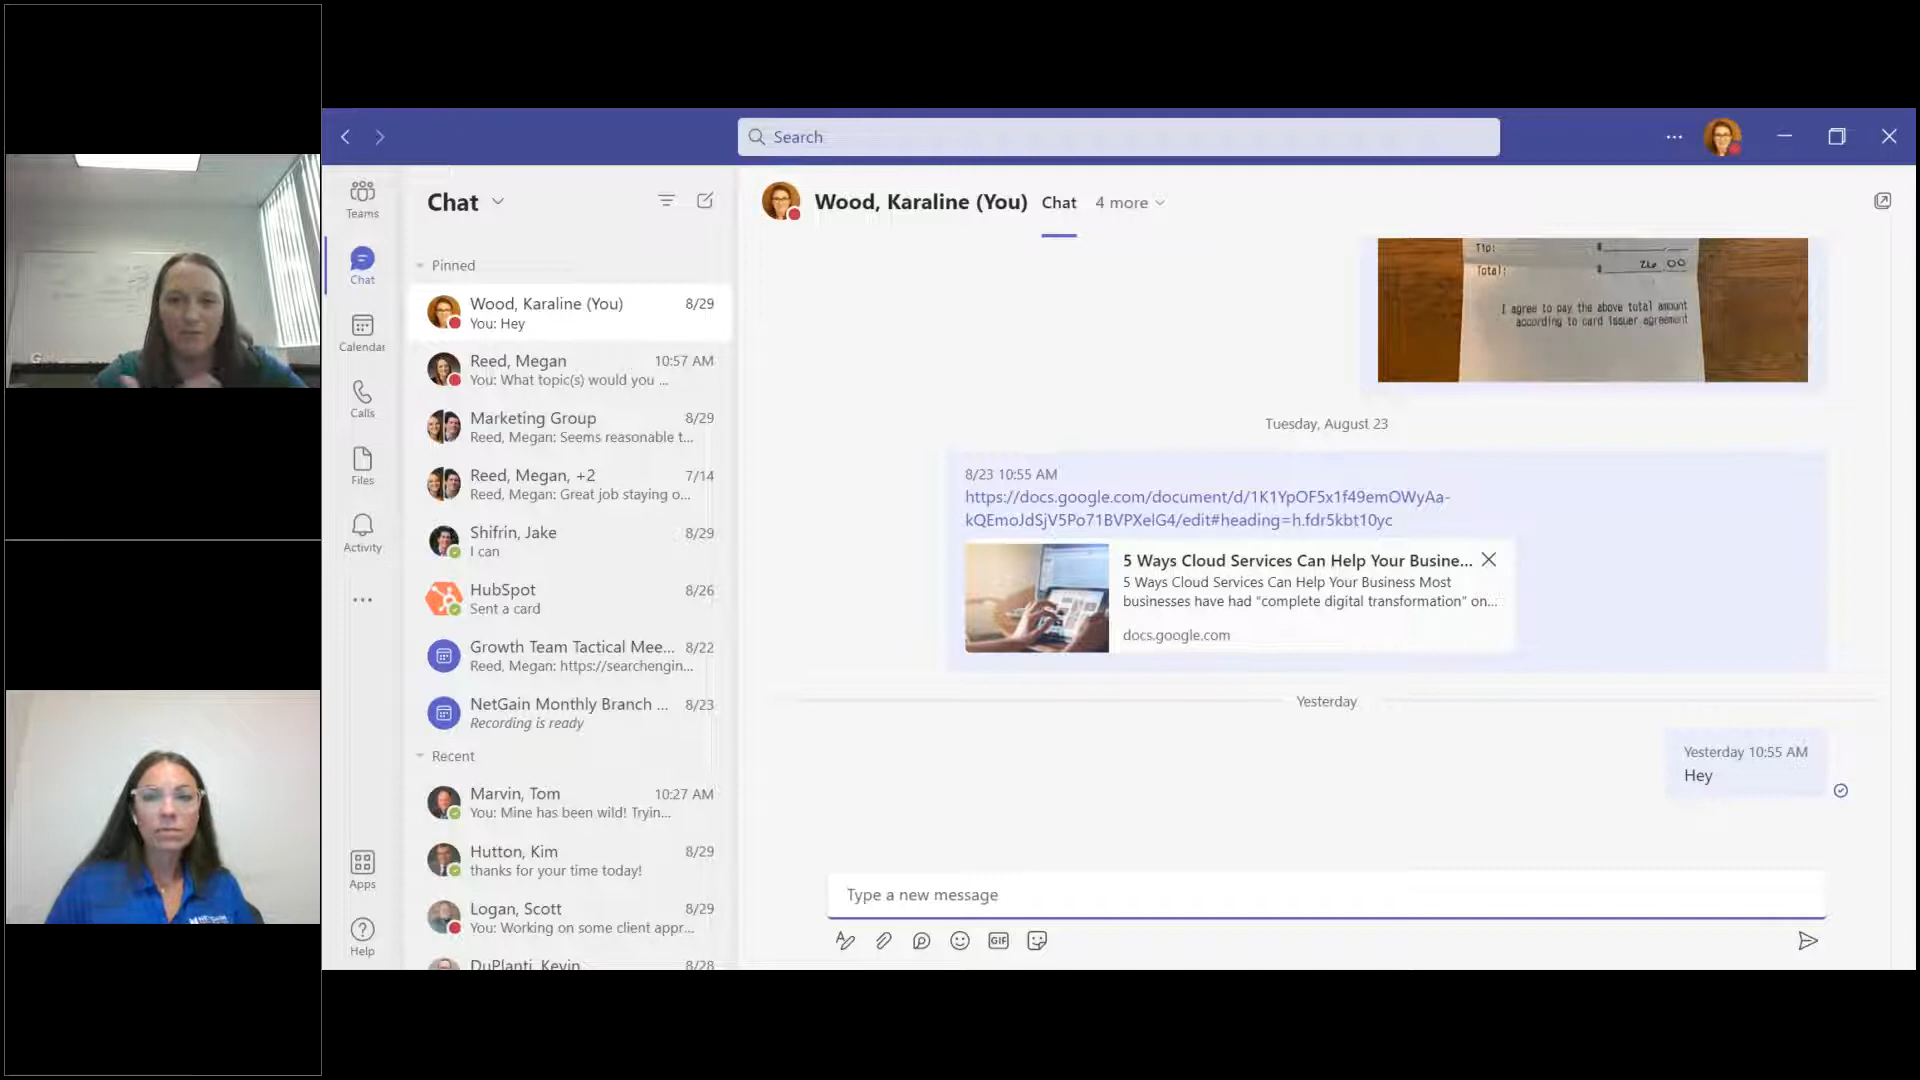 Search
Teams
Chat
Calendar
Calls
Files
Activity
Apps
Help
Chat
Pinned
Wood, Karaline (You) 8/29
You: Hey
Reed, Megan 10:57 AM
You: What topic(s) would you ...
Marketing Group 8/29
Reed, Megan: Seems reasonable t...
Reed, Megan, +2 7/14
Reed, Megan: Great job staying o...
Shifrin, Jake 8/29
I can
HubSpot 8/26
Sent a card
Growth Team Tactical Mee... 8/22
Reed, Megan: https://searchengin...
NetGain Monthly Branch ... 8/23
Recording is ready
Recent
Marvin, Tom 10:27 AM
You: Mine has been wild! Tryin...
Hutton, Kim 8/29
thanks for your time today!
Logan, Scott 8/29
You: Working on some client appr...
DuPlanti, Kevin 8/28
Wood, Karaline (You) Chat 4 more
Tip: $
Total: $ 26.00
I agree to pay the above total amount
according to card issuer agreement
Tuesday, August 23
8/23 10:55 AM
https://docs.google.com/document/d/1K1YpOF5x1f49emOWyAa-
kQEmoJdSjV5Po71BVPXelG4/edit#heading=h.fdr5kbt10yc
5 Ways Cloud Services Can Help Your Busine...
5 Ways Cloud Services Can Help Your Business Most
businesses have had "complete digital transformation" on...
docs.google.com
Yesterday
Yesterday 10:55 AM
Hey
Type a new message
GIF